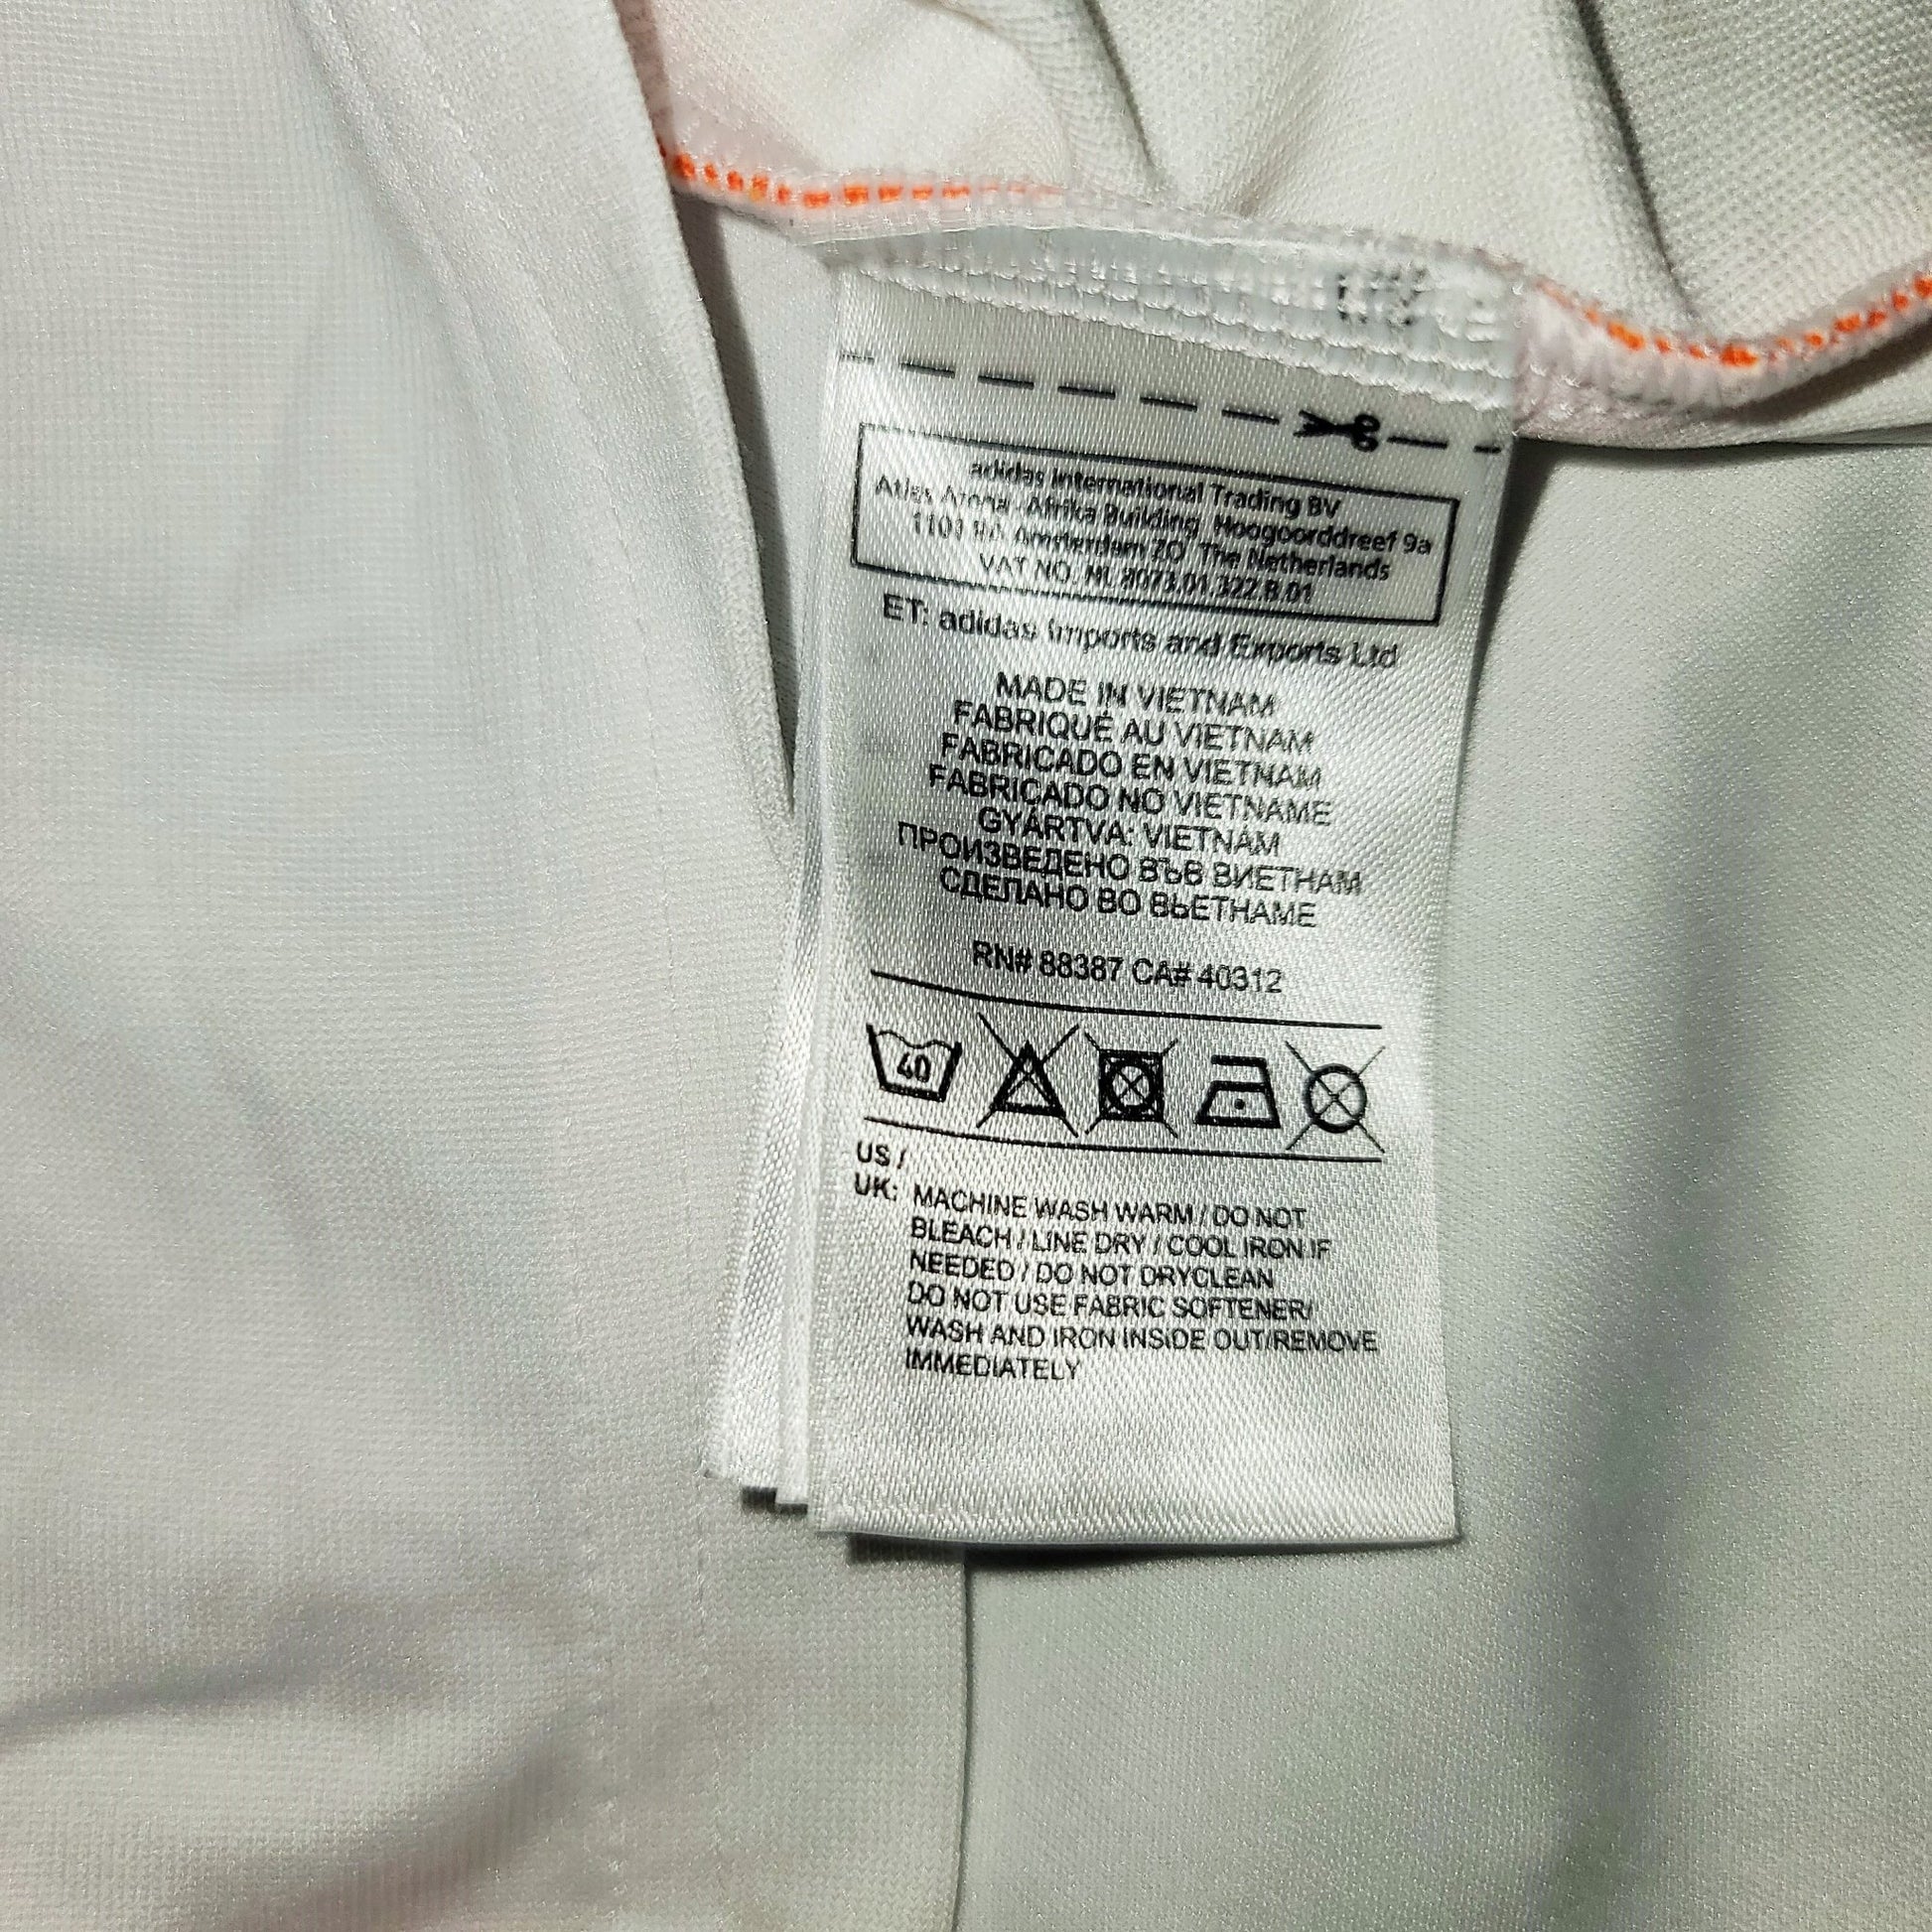 adidas International Trading BV
Atlas Arena Afrika Building, Hoogoorddreef 9a
1101 BA Amsterdam ZO The Netherlands
VAT NO. NL 8073.01.322.B.01
ET: adidas Imports and Exports Ltd
MADE IN VIETNAM
FABRIQUÉ AU VIETNAM
FABRICADO EN VIETNAM
FABRICADO NO VIETNAME
GYÁRTVA: VIETNÁM
ПРОИЗВЕДЕНО ВЪВ ВИЕТНАМ
СДЕЛАНО ВО ВЬЕТНАМЕ
RN# 88387 CA# 40312
40
US /
UK: MACHINE WASH WARM / DO NOT
BLEACH / LINE DRY / COOL IRON IF
NEEDED / DO NOT DRYCLEAN
DO NOT USE FABRIC SOFTENER/
WASH AND IRON INSIDE OUT/REMOVE
IMMEDIATELY